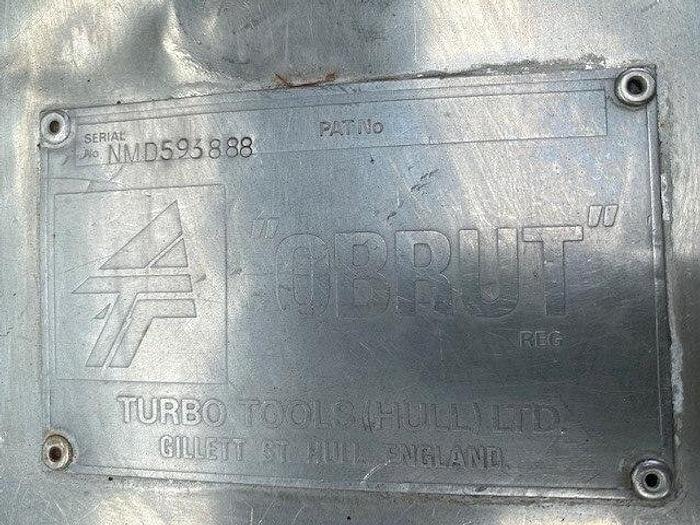 SERIAL No. NMD593888 PAT No
"OBRUT"
REG
TURBO TOOLS (HULL) LTD.
GILLETT ST. HULL, ENGLAND.